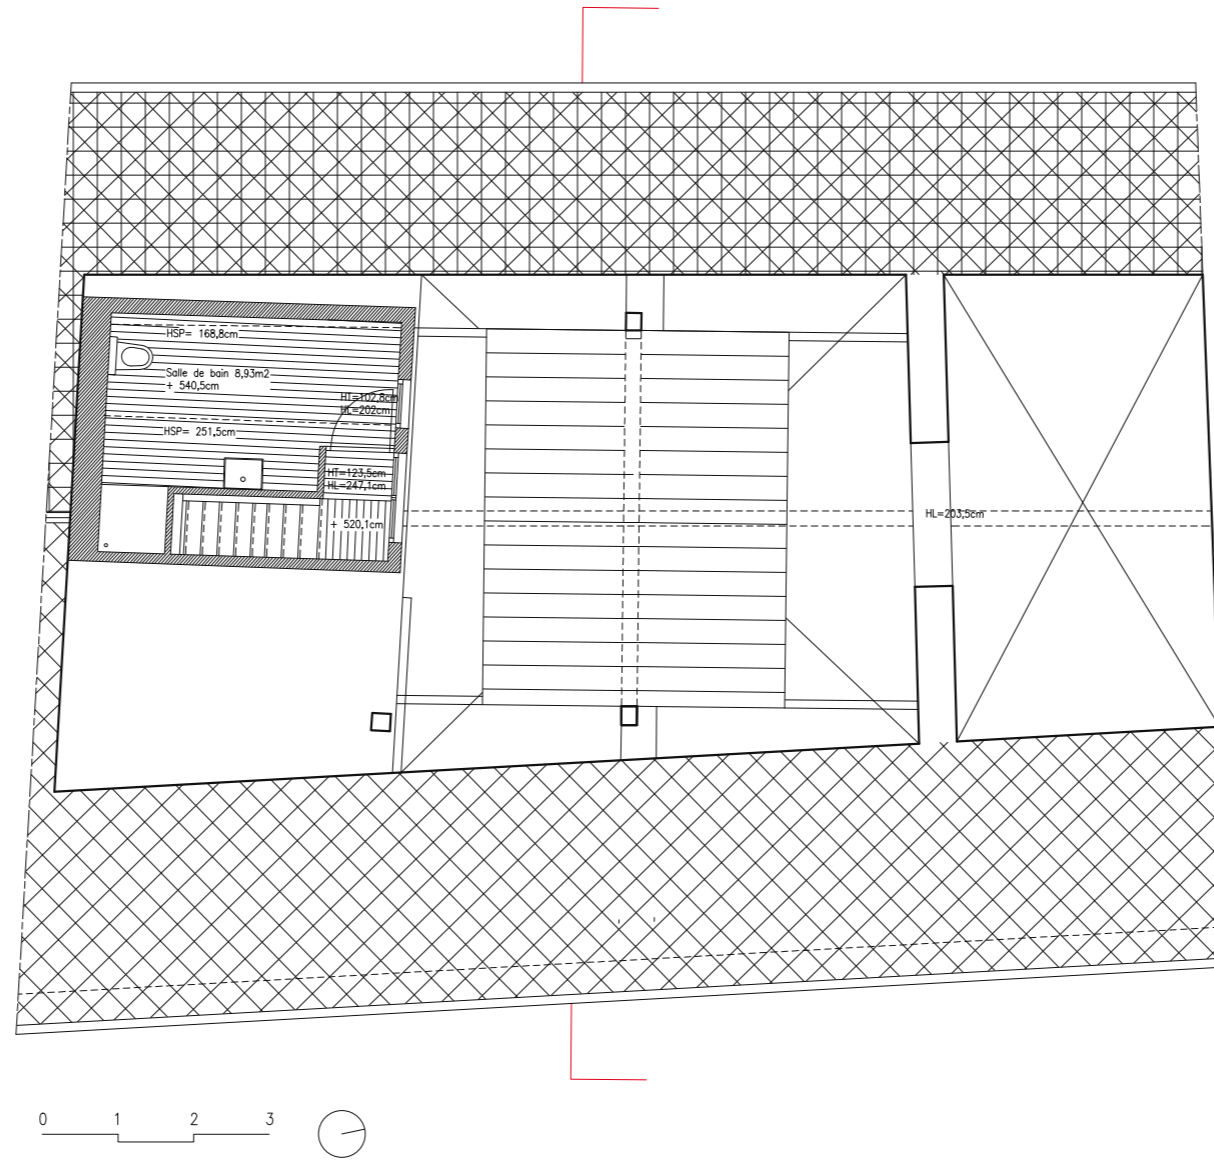 HSP= 168,8cm
Salle de bain 8,93m2
+ 540,5cm
HT=102,8cm
HL=202cm
HSP= 251,5cm
HT=123,5cm
HL=247,1cm
+ 520,1cm
HL=203,5cm
0 1 2 3